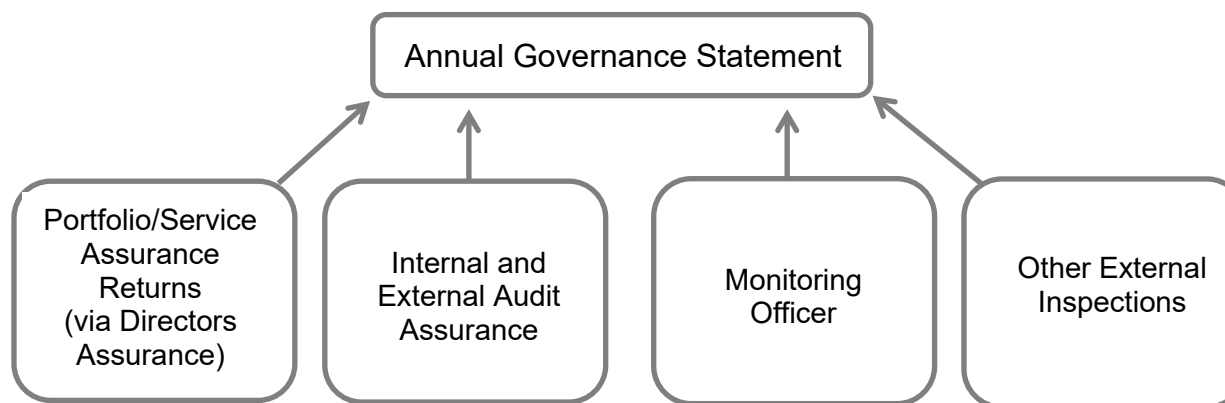 Annual Governance Statement
Portfolio/Service
Assurance
Returns
(via Directors
Assurance)
Internal and
External Audit
Assurance
Monitoring
Officer
Other External
Inspections